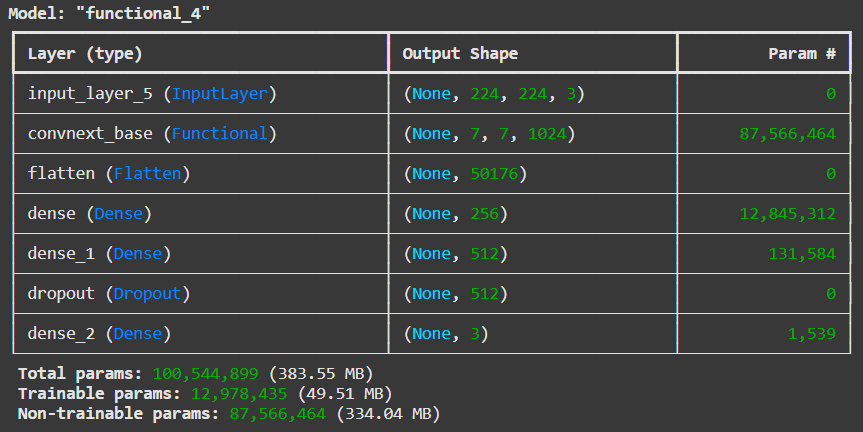 Model: "functional_4"
Layer (type) Output Shape Param #
input_layer_5 (InputLayer) (None, 224, 224, 3) 0
convnext_base (Functional) (None, 7, 7, 1024) 87,566,464
flatten (Flatten) (None, 50176) 0
dense (Dense) (None, 256) 12,845,312
dense_1 (Dense) (None, 512) 131,584
dropout (Dropout) (None, 512) 0
dense_2 (Dense) (None, 3) 1,539
Total params: 100,544,899 (383.55 MB)
Trainable params: 12,978,435 (49.51 MB)
Non-trainable params: 87,566,464 (334.04 MB)